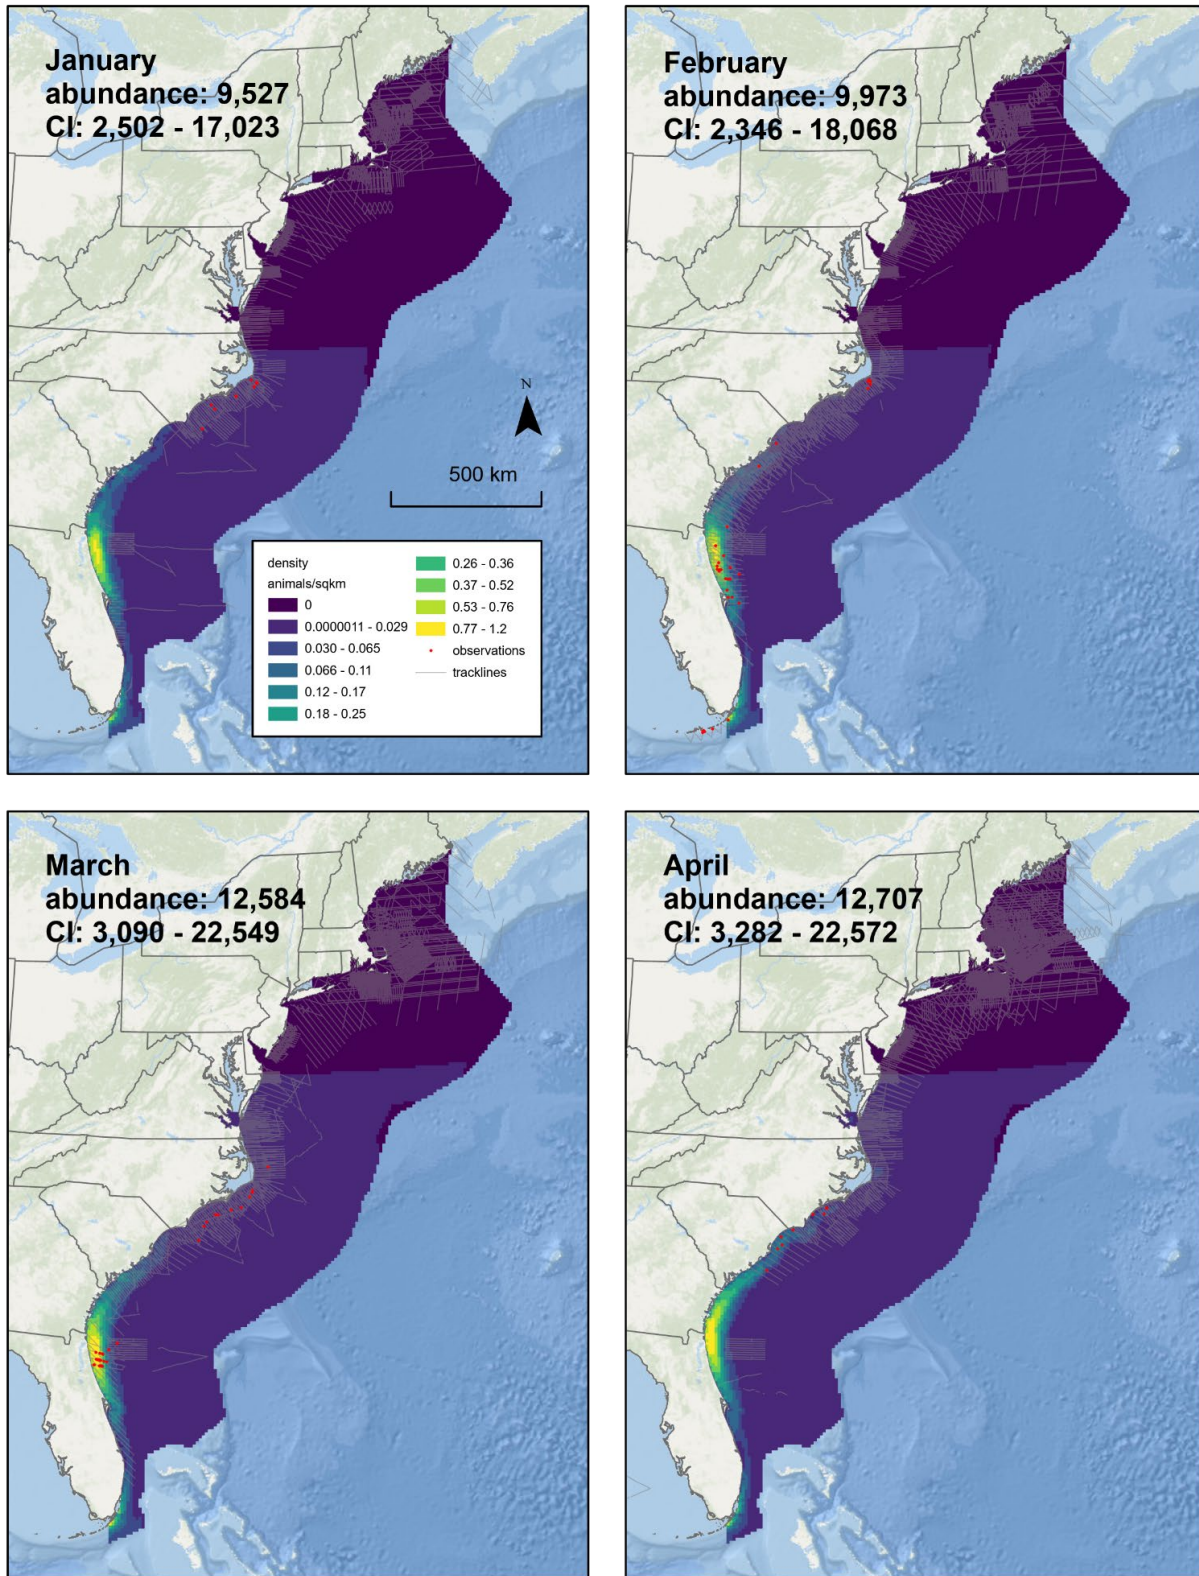 January
abundance: 9,527
CI: 2,502 - 17,023
N
500 km
density
animals/sqkm
0
0.0000011 - 0.029
0.030 - 0.065
0.066 - 0.11
0.12 - 0.17
0.18 - 0.25
0.26 - 0.36
0.37 - 0.52
0.53 - 0.76
0.77 - 1.2
observations
tracklines
February
abundance: 9,973
CI: 2,346 - 18,068
March
abundance: 12,584
CI: 3,090 - 22,549
April
abundance: 12,707
CI: 3,282 - 22,572